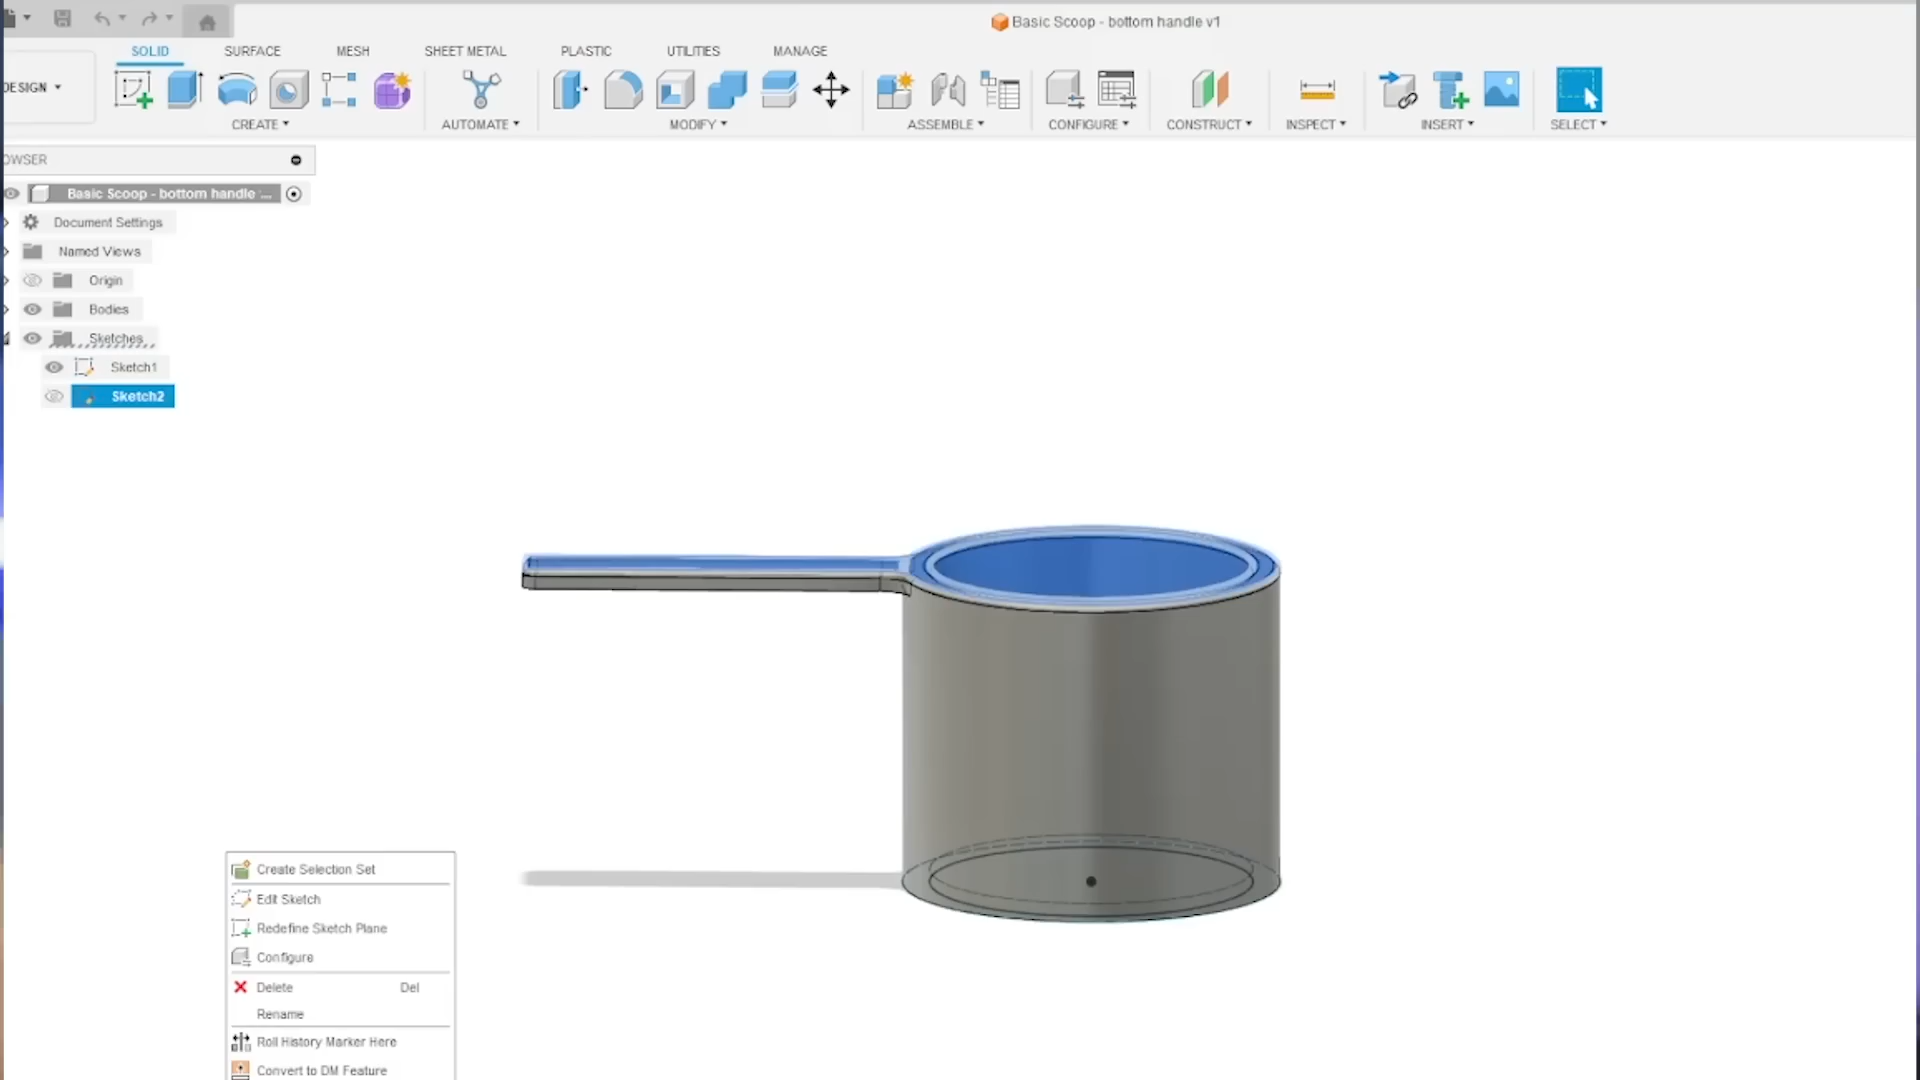 Basic Scoop - bottom handle v1
SOLID SURFACE MESH SHEET METAL PLASTIC UTILITIES MANAGE
DESIGN
CREATE AUTOMATE MODIFY ASSEMBLE CONFIGURE CONSTRUCT INSPECT INSERT SELECT
OWSER
Basic Scoop - bottom handle ...
Document Settings
Named Views
Origin
Bodies
Sketches
Sketch1
Sketch2
Create Selection Set
Edit Sketch
Redefine Sketch Plane
Configure
Delete Del
Rename
Roll History Marker Here
Convert to DM Feature